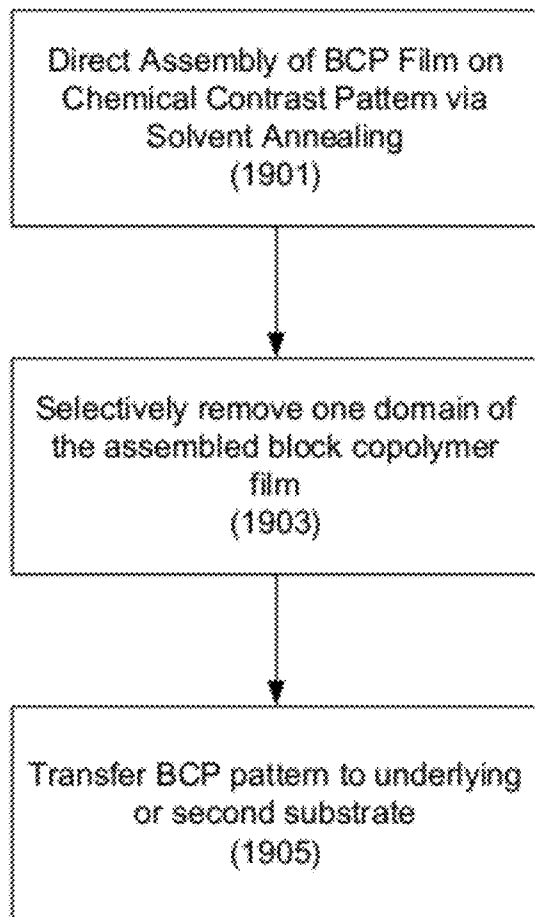 Direct Assembly of BCP Film on
Chemical Contrast Pattern via
Solvent Annealing
(1901)
Selectively remove one domain of
the assembled block copolymer
film
(1903)
Transfer BCP pattern to underlying
or second substrate
(1905)